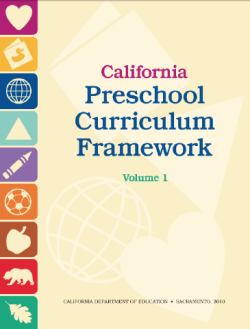 California
Preschool
Curriculum
Framework
Volume 1
CALIFORNIA DEPARTMENT OF EDUCATION • SACRAMENTO, 2010